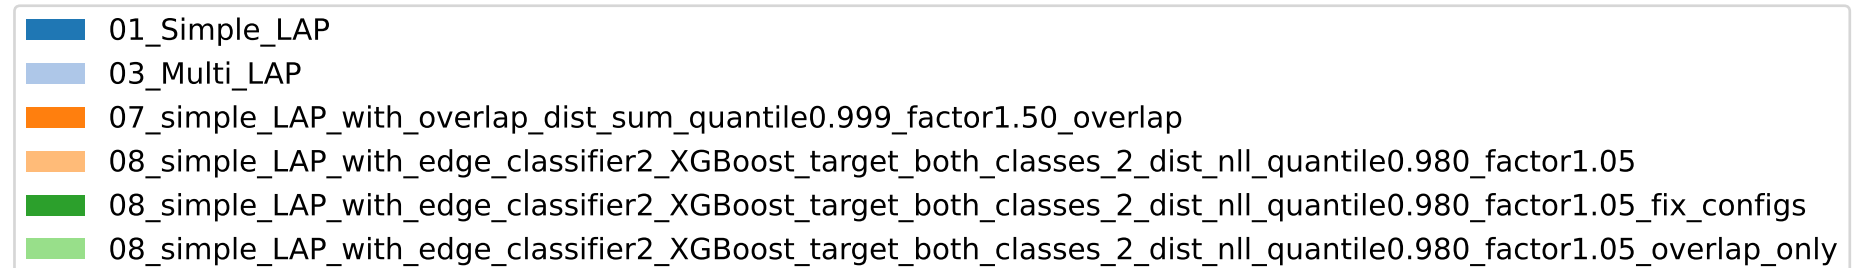 01_Simple_LAP
03_Multi_LAP
07_simple_LAP_with_overlap_dist_sum_quantile0.999_factor1.50_overlap
08_simple_LAP_with_edge_classifier2_XGBoost_target_both_classes_2_dist_nll_quantile0.980_factor1.05
08_simple_LAP_with_edge_classifier2_XGBoost_target_both_classes_2_dist_nll_quantile0.980_factor1.05_fix_configs
08_simple_LAP_with_edge_classifier2_XGBoost_target_both_classes_2_dist_nll_quantile0.980_factor1.05_overlap_only